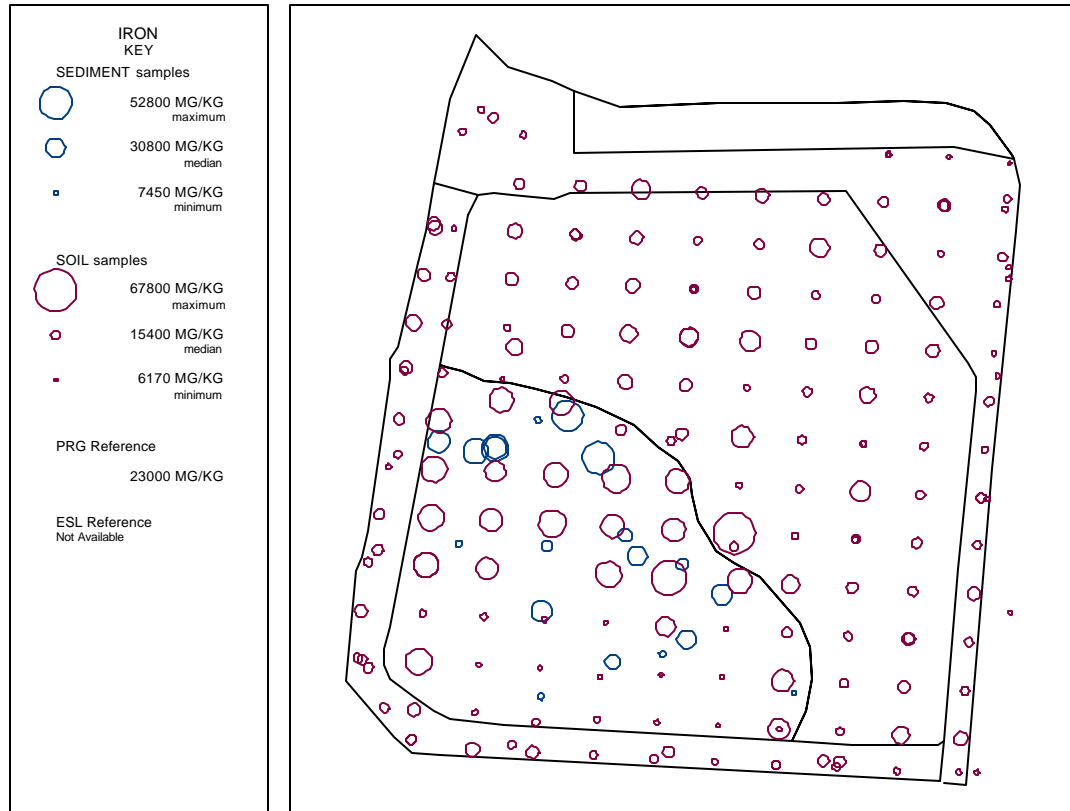 IRON
KEY
SEDIMENT samples
52800 MG/KG
maximum
30800 MG/KG
median
7450 MG/KG
minimum
SOIL samples
67800 MG/KG
maximum
15400 MG/KG
median
6170 MG/KG
minimum
PRG Reference
23000 MG/KG
ESL Reference
Not Available